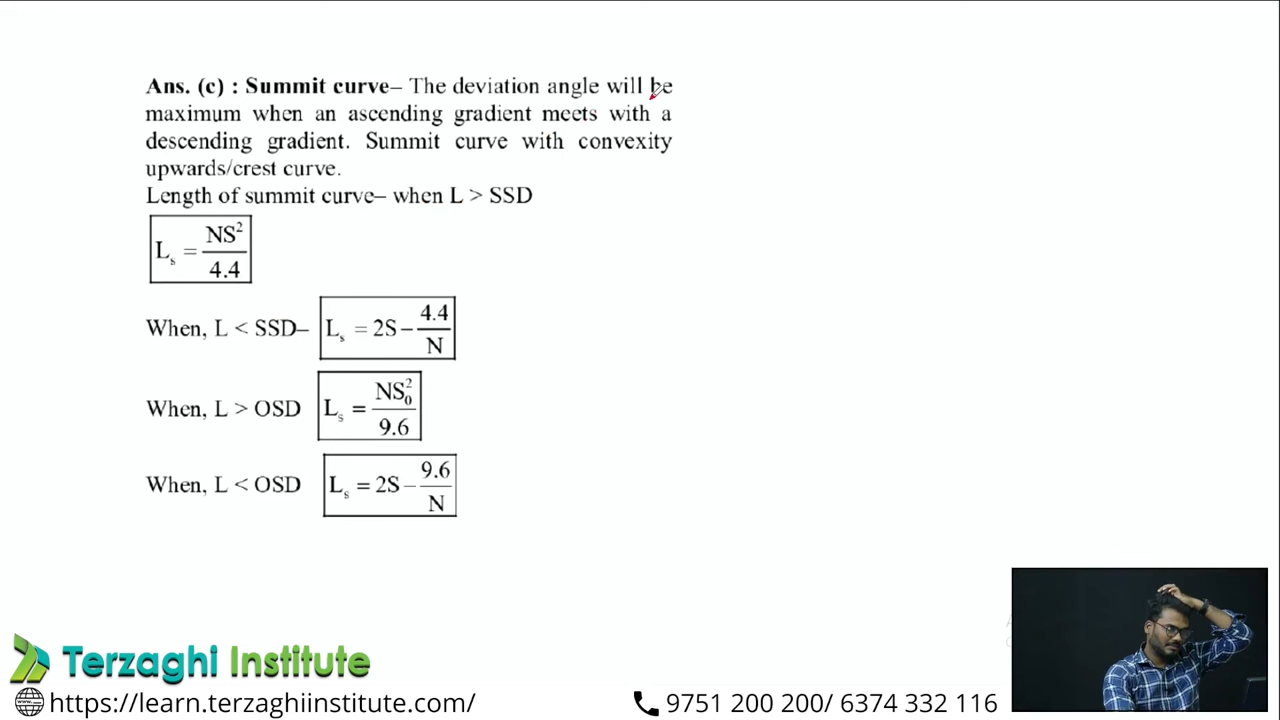 Ans. (c) : Summit curve– The deviation angle will be
maximum when an ascending gradient meets with a
descending gradient. Summit curve with convexity
upwards/crest curve.
Length of summit curve– when L > SSD
Lₛ = NS²/4.4
When, L < SSD– Lₛ = 2S – 4.4/N
When, L > OSD Lₛ = NS₀²/9.6
When, L < OSD Lₛ = 2S – 9.6/N
Terzaghi Institute
https://learn.terzaghiinstitute.com/
9751 200 200/ 6374 332 116